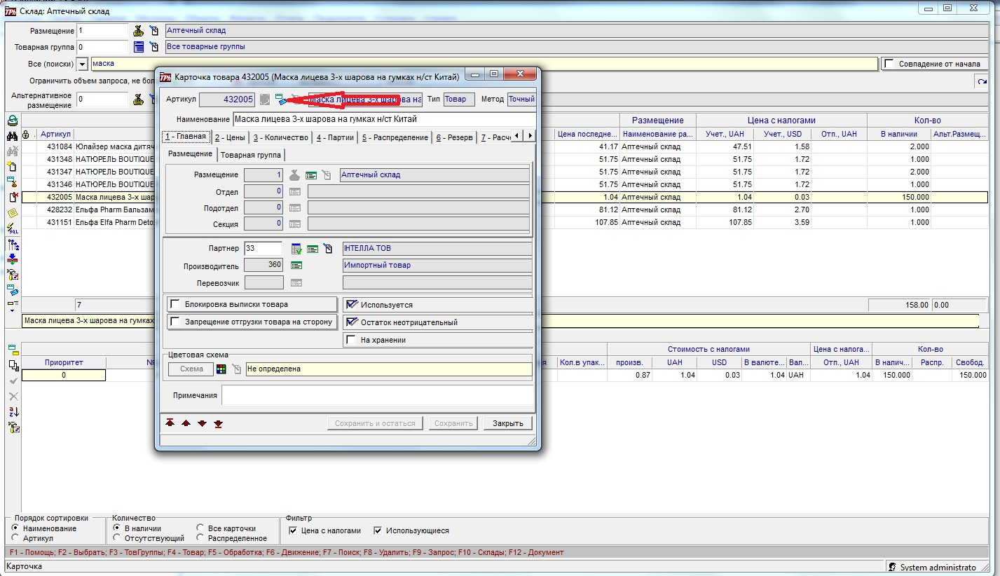 Склад: Аптечный склад
Размещение 1 Аптечный склад
Товарная группа 0 Все товарные группы
Все (поиски) маска Совпадение от начала
Ограничить объем запроса, не бол
Альтернативное размещение 0
Размещение Цена с налогами Кол-во
Артикул Цена последне... Наименование ра... Учет., UAH Учет., USD Отп., UAH В наличии Альт.Размещ...
431084 Юлайзер маска дитяч 41.17 Аптечный склад 47.51 1.58 2.000
431348 НАТЮРЕЛЬ BOUTIQUE 51.75 Аптечный склад 51.75 1.72 1.000
431347 НАТЮРЕЛЬ BOUTIQUE 51.75 Аптечный склад 51.75 1.72 2.000
431346 НАТЮРЕЛЬ BOUTIQUE 51.75 Аптечный склад 51.75 1.72 1.000
432005 Маска лицева 3-х шар 1.04 Аптечный склад 1.04 0.03 150.000
428232 Ельфа Pharm Бальзам 81.12 Аптечный склад 81.12 2.70 1.000
431151 Ельфа Elfa Pharm Deto 107.85 Аптечный склад 107.85 3.59 1.000
7 158.00 0.00
Маска лицева 3-х шарова на гумках
Карточка товара 432005 (Маска лицева 3-х шарова на гумках н/ст Китай)
Артикул 432005 Маска лицева 3-х шарова на Тип Товар Метод Точный
Наименование Маска лицева 3-х шарова на гумках н/ст Китай
1 - Главная 2 - Цены 3 - Количество 4 - Партии 5 - Распределение 6 - Резерв 7 - Расч
Размещение Товарная группа
Размещение 1 Аптечный склад
Отдел 0
Подотдел 0
Секция 0
Партнер 33 ІНТЕЛЛА ТОВ
Производитель 360 Импортный товар
Перевозчик
Блокировка выписки товара Используется
Запрещение отгрузки товара на сторону Остаток неотрицательный
На хранении
Цветовая схема
Схема Не определена
Примечания
Сохранить и остаться Сохранить Закрыть
Стоимость с налогами Цена с налога... Кол-во
Приоритет № Кол.в упак... произв. UAH USD В валюте... Вал... Отп., UAH В налич... Распр. Свобод.
0 0.87 1.04 0.03 1.04 UAH 1.04 150.000 150.000
Порядок сортировки Количество Фильтр
Наименование В наличии Все карточки Цена с налогами Использующиеся
Артикул Отсутствующий Распределенное
F1 - Помощь; F2 - Выбрать; F3 - ТовГруппы; F4 - Товар; F5 - Обработка; F6 - Движение; F7 - Поиск; F8 - Удалить; F9 - Запрос; F10 - Склады; F12 - Документ
Карточка System administrato